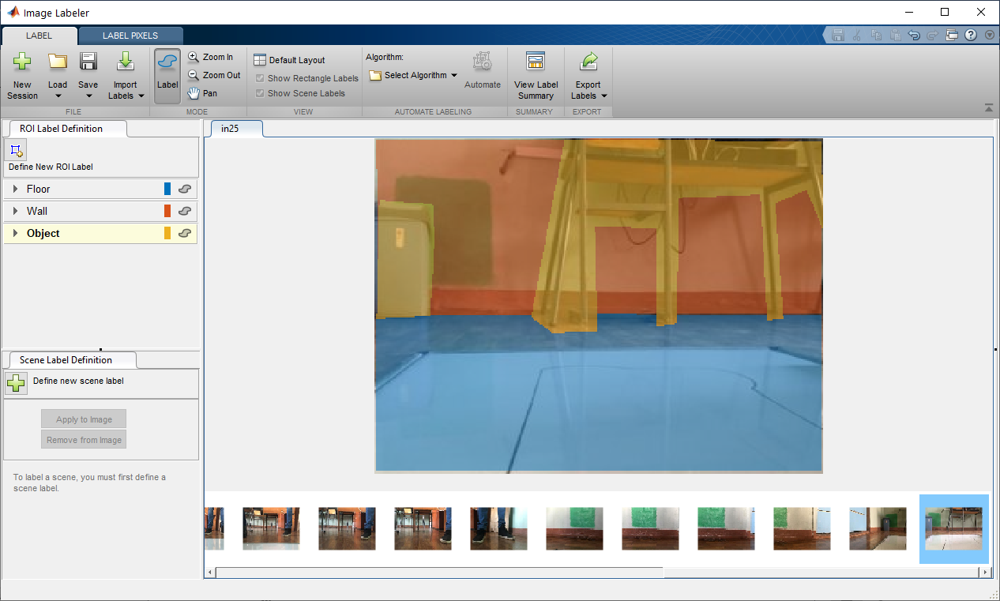 Image Labeler
LABEL
LABEL PIXELS
New
Session
Load
Save
Import
Labels
FILE
Label
Zoom In
Zoom Out
Pan
MODE
Default Layout
Show Rectangle Labels
Show Scene Labels
VIEW
Algorithm:
Select Algorithm
Automate
AUTOMATE LABELING
View Label
Summary
SUMMARY
Export
Labels
EXPORT
ROI Label Definition
Define New ROI Label
Floor
Wall
Object
in25
Scene Label Definition
Define new scene label
Apply to Image
Remove from Image
To label a scene, you must first define a
scene label.